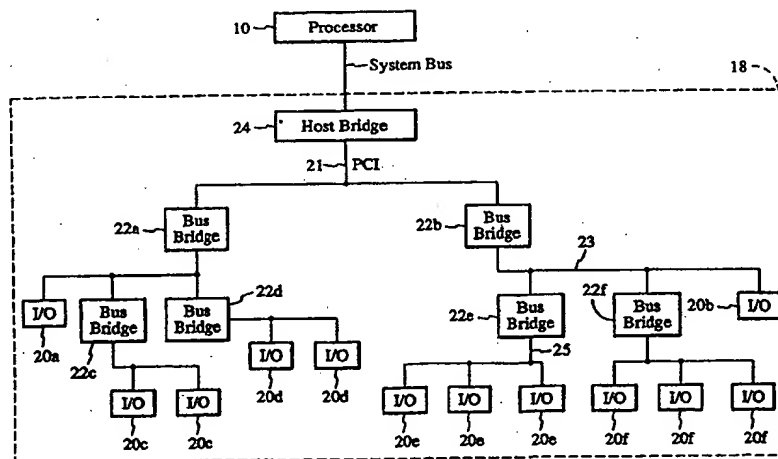 10
Processor
System Bus
18
24
Host Bridge
21
PCI
22a
Bus
Bridge
22b
Bus
Bridge
23
I/O
20a
Bus
Bridge
22c
Bus
Bridge
22d
22e
Bus
Bridge
22f
Bus
Bridge
20b
I/O
I/O
20d
I/O
20d
25
I/O
20c
I/O
20c
I/O
20e
I/O
20e
I/O
20e
I/O
20f
I/O
20f
I/O
20f